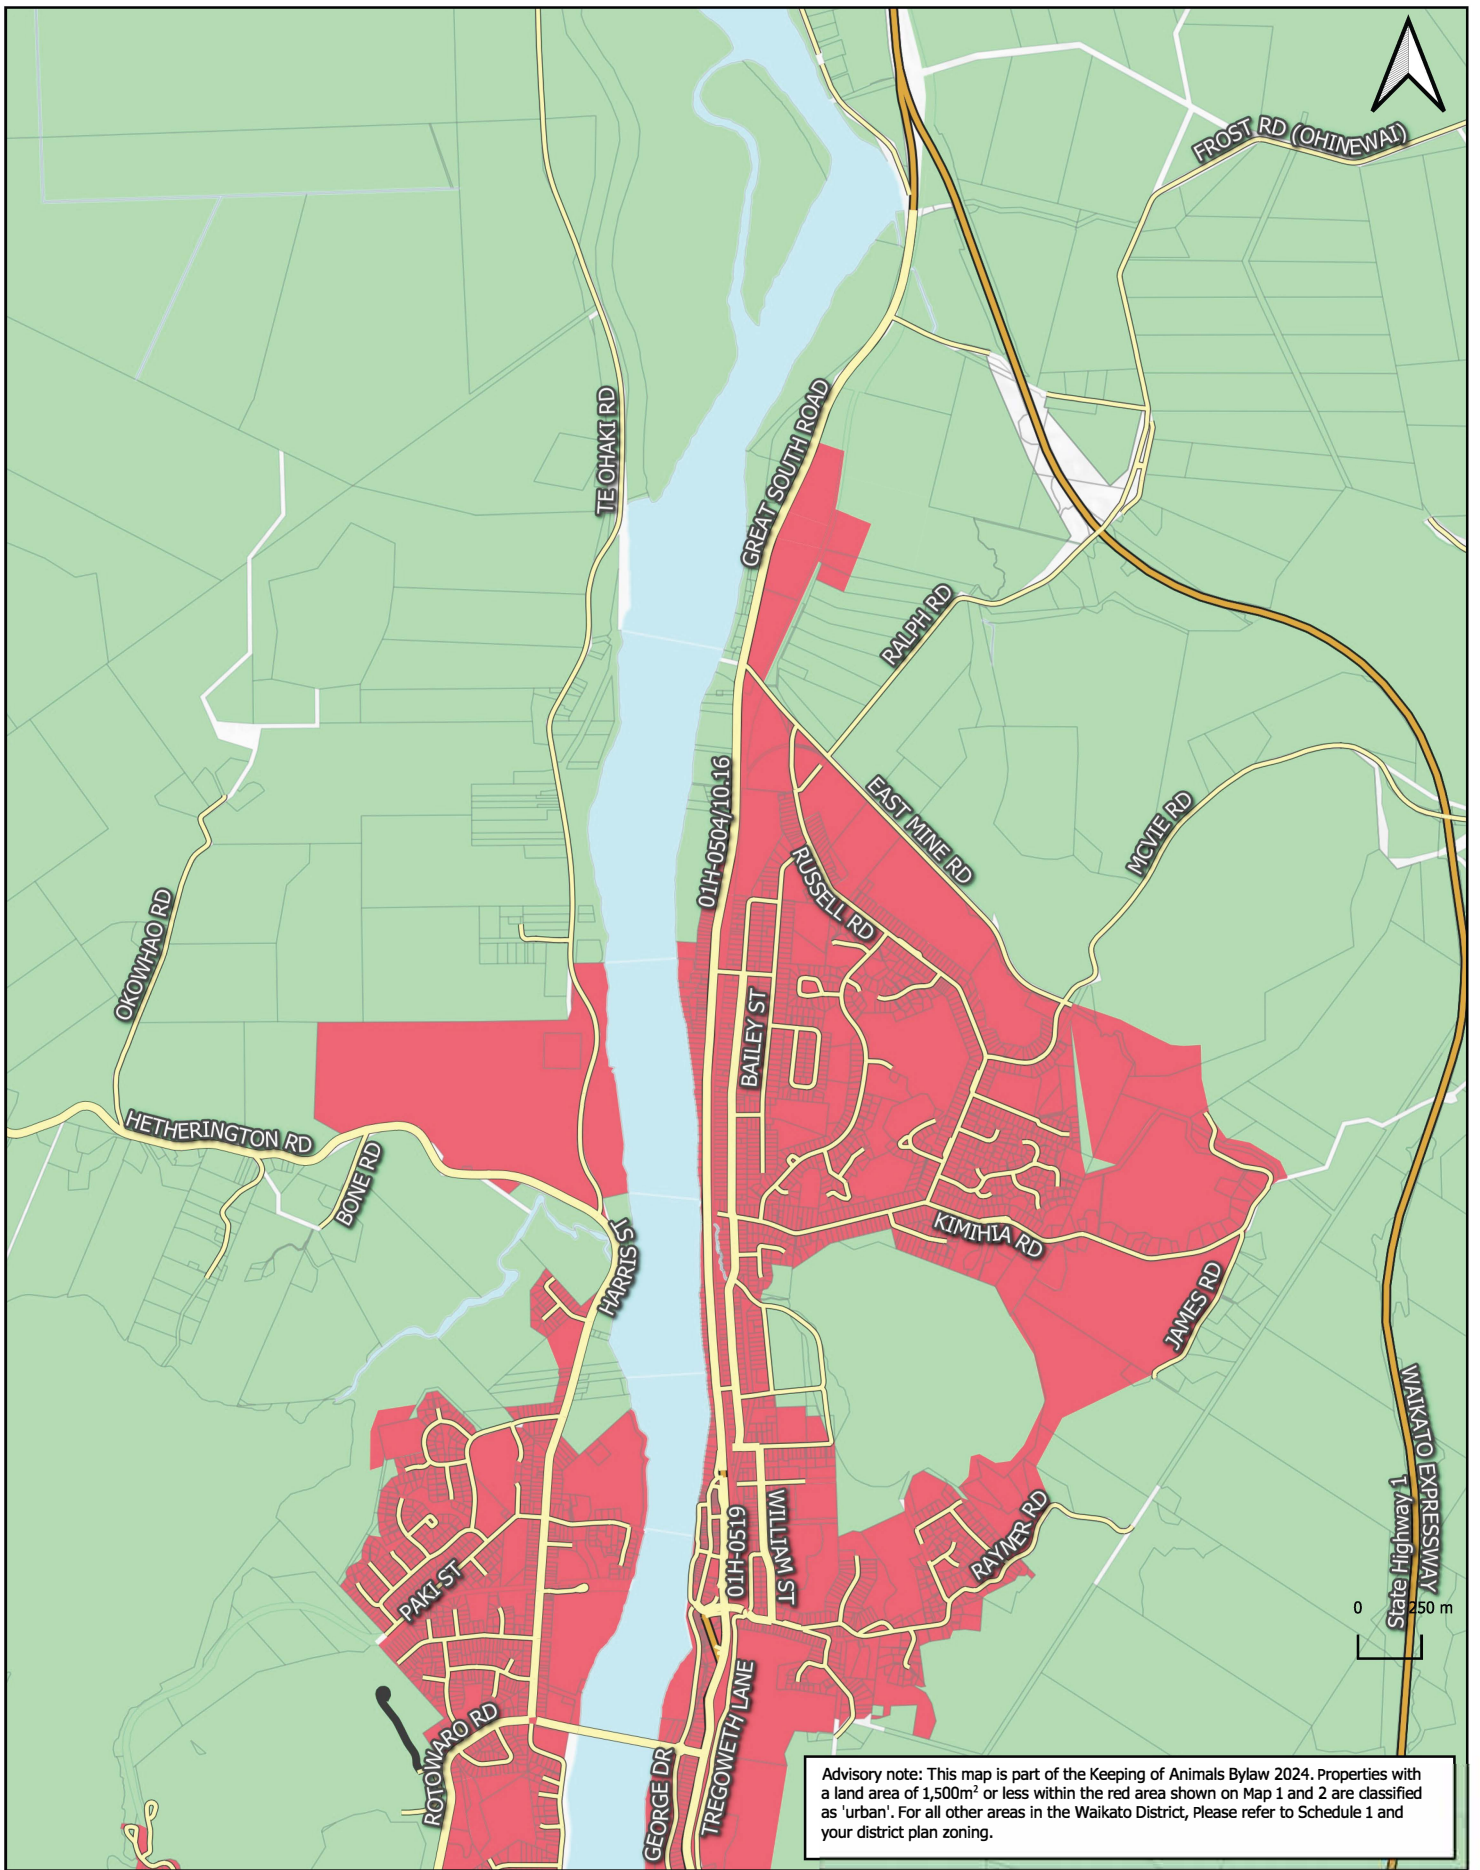 FROST RD (OHINEWAI)
TE OHAKI RD
GREAT SOUTH ROAD
RALPH RD
01H-0504/10.16
EAST MINE RD
MCVIE RD
RUSSELL RD
OKOWHAO RD
BAILEY ST
HETHERINGTON RD
BONE RD
HARRIS ST
KIMIHIA RD
JAMES RD
WAIKATO EXPRESSWAY
State Highway 1
WILLIAM ST
01H-0519
RAYNER RD
PAKI ST
0 250 m
ROTOWARO RD
GEORGE DR
TREGOWETH LANE
Advisory note: This map is part of the Keeping of Animals Bylaw 2024. Properties with
a land area of 1,500m² or less within the red area shown on Map 1 and 2 are classified
as 'urban'. For all other areas in the Waikato District, Please refer to Schedule 1 and
your district plan zoning.